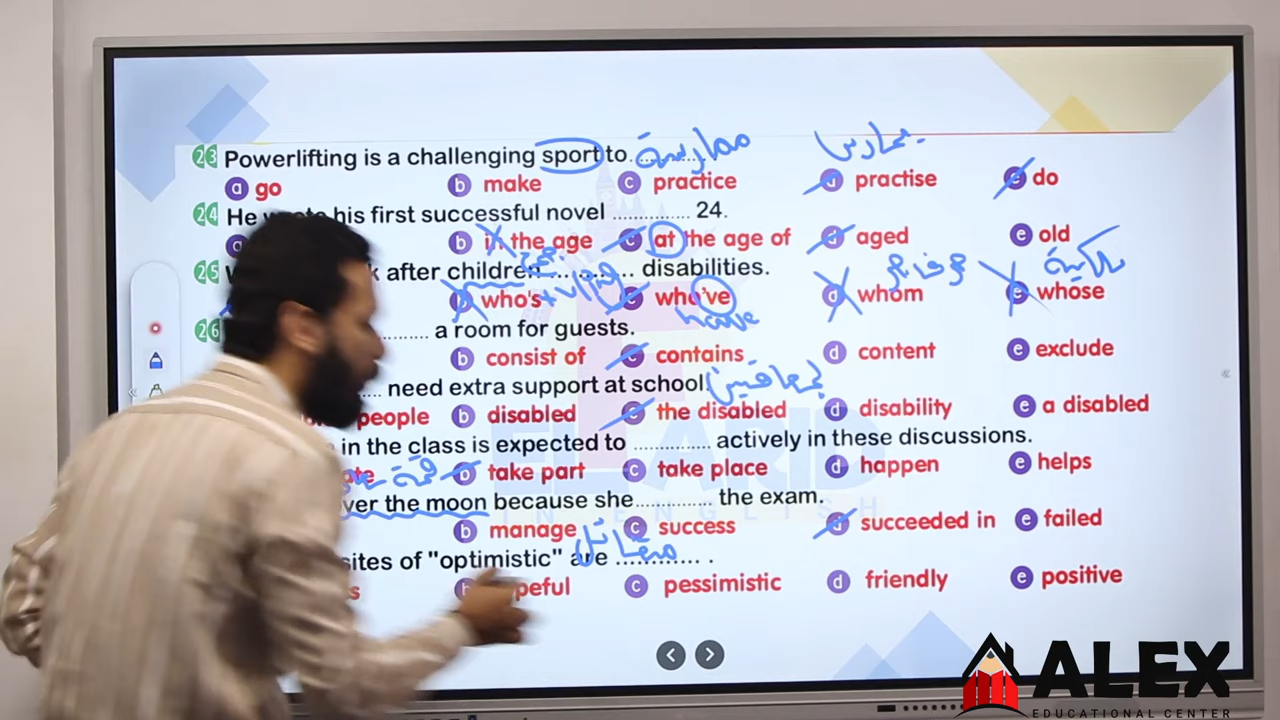 23 Powerlifting is a challenging sport to ............ ممارسة يمارس
a go b make c practice d practise e do
24 He his first successful novel .............. 24.
b in the age c at the age of d aged e old
25 after children .............. disabilities.
b who's c who've d whom e whose
have
26 ......... a room for guests.
b consist of c contains d content e exclude
.... need extra support at school.
people b disabled c the disabled d disability e a disabled
in the class is expected to .............. actively in these discussions.
b take part c take place d happen e helps
ver the moon because she.............. the exam.
b manage c success d succeeded in e failed
sites of "optimistic" are .............. . متفائل
b peful c pessimistic d friendly e positive
IN ENGLISH
ALEX
EDUCATIONAL CENTER